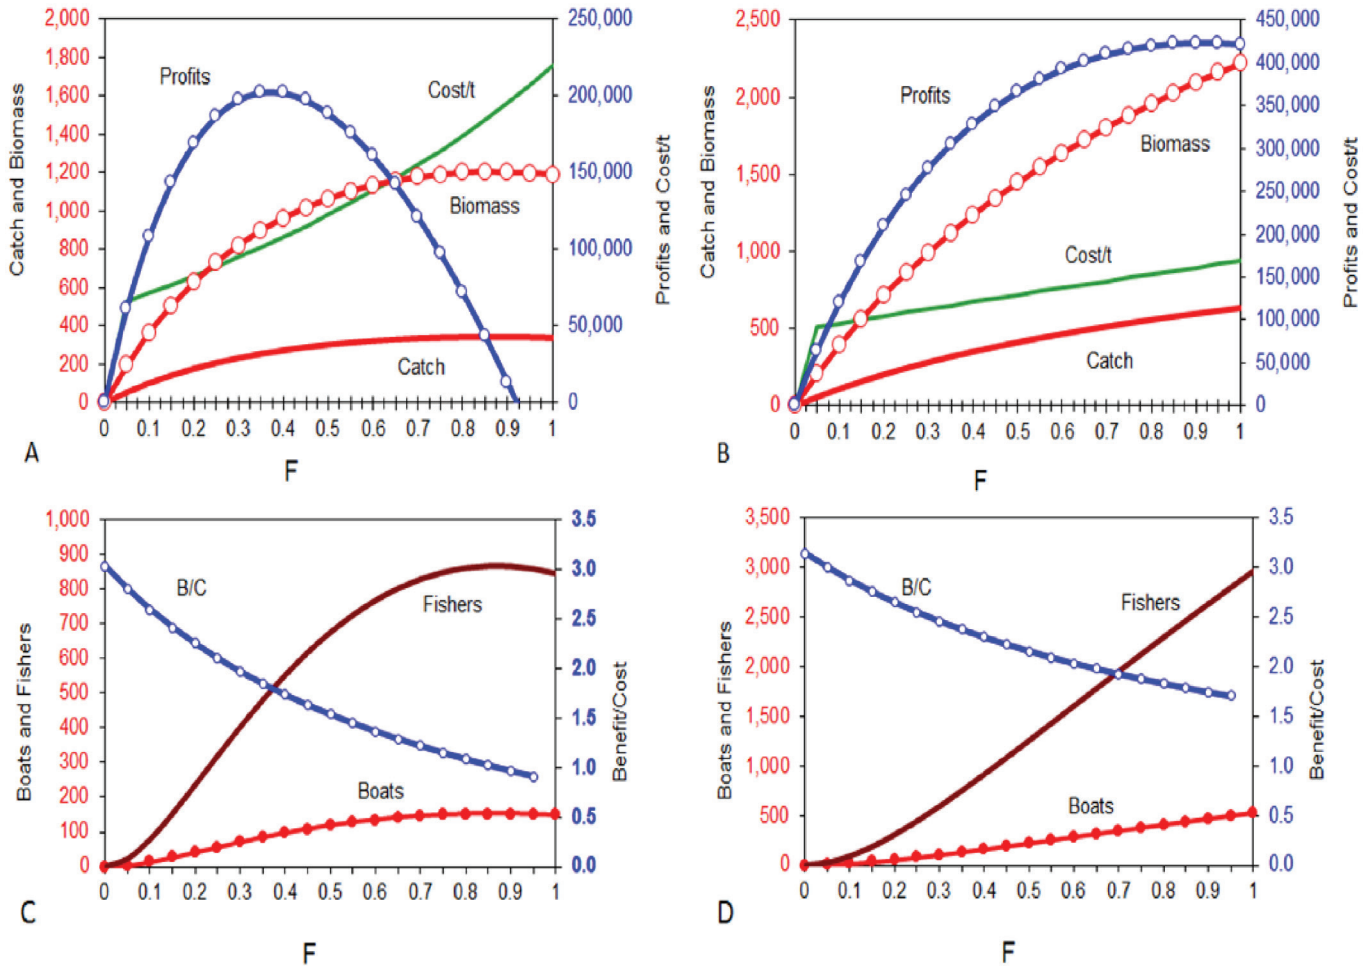 2,000
1,800
1,600
1,400
1,200
1,000
800
600
400
200
0
Catch and Biomass
250,000
200,000
150,000
100,000
50,000
0
Profits and Cost/t
Profits
Cost/t
Biomass
Catch
0 0.1 0.2 0.3 0.4 0.5 0.6 0.7 0.8 0.9 1
A
F
2,500
2,000
1,500
1,000
500
0
Catch and Biomass
450,000
400,000
350,000
300,000
250,000
200,000
150,000
100,000
50,000
0
Profits and Cost/t
Profits
Biomass
Cost/t
Catch
0 0.1 0.2 0.3 0.4 0.5 0.6 0.7 0.8 0.9 1
B
F
1,000
900
800
700
600
500
400
300
200
100
0
Boats and Fishers
3.5
3.0
2.5
2.0
1.5
1.0
0.5
0.0
Benefit/Cost
B/C
Fishers
Boats
0 0.1 0.2 0.3 0.4 0.5 0.6 0.7 0.8 0.9 1
C
F
3,500
3,000
2,500
2,000
1,500
1,000
500
0
Boats and Fishers
3.5
3.0
2.5
2.0
1.5
1.0
0.5
0.0
Benefit/Cost
B/C
Fishers
Boats
0 0.1 0.2 0.3 0.4 0.5 0.6 0.7 0.8 0.9 1
D
F